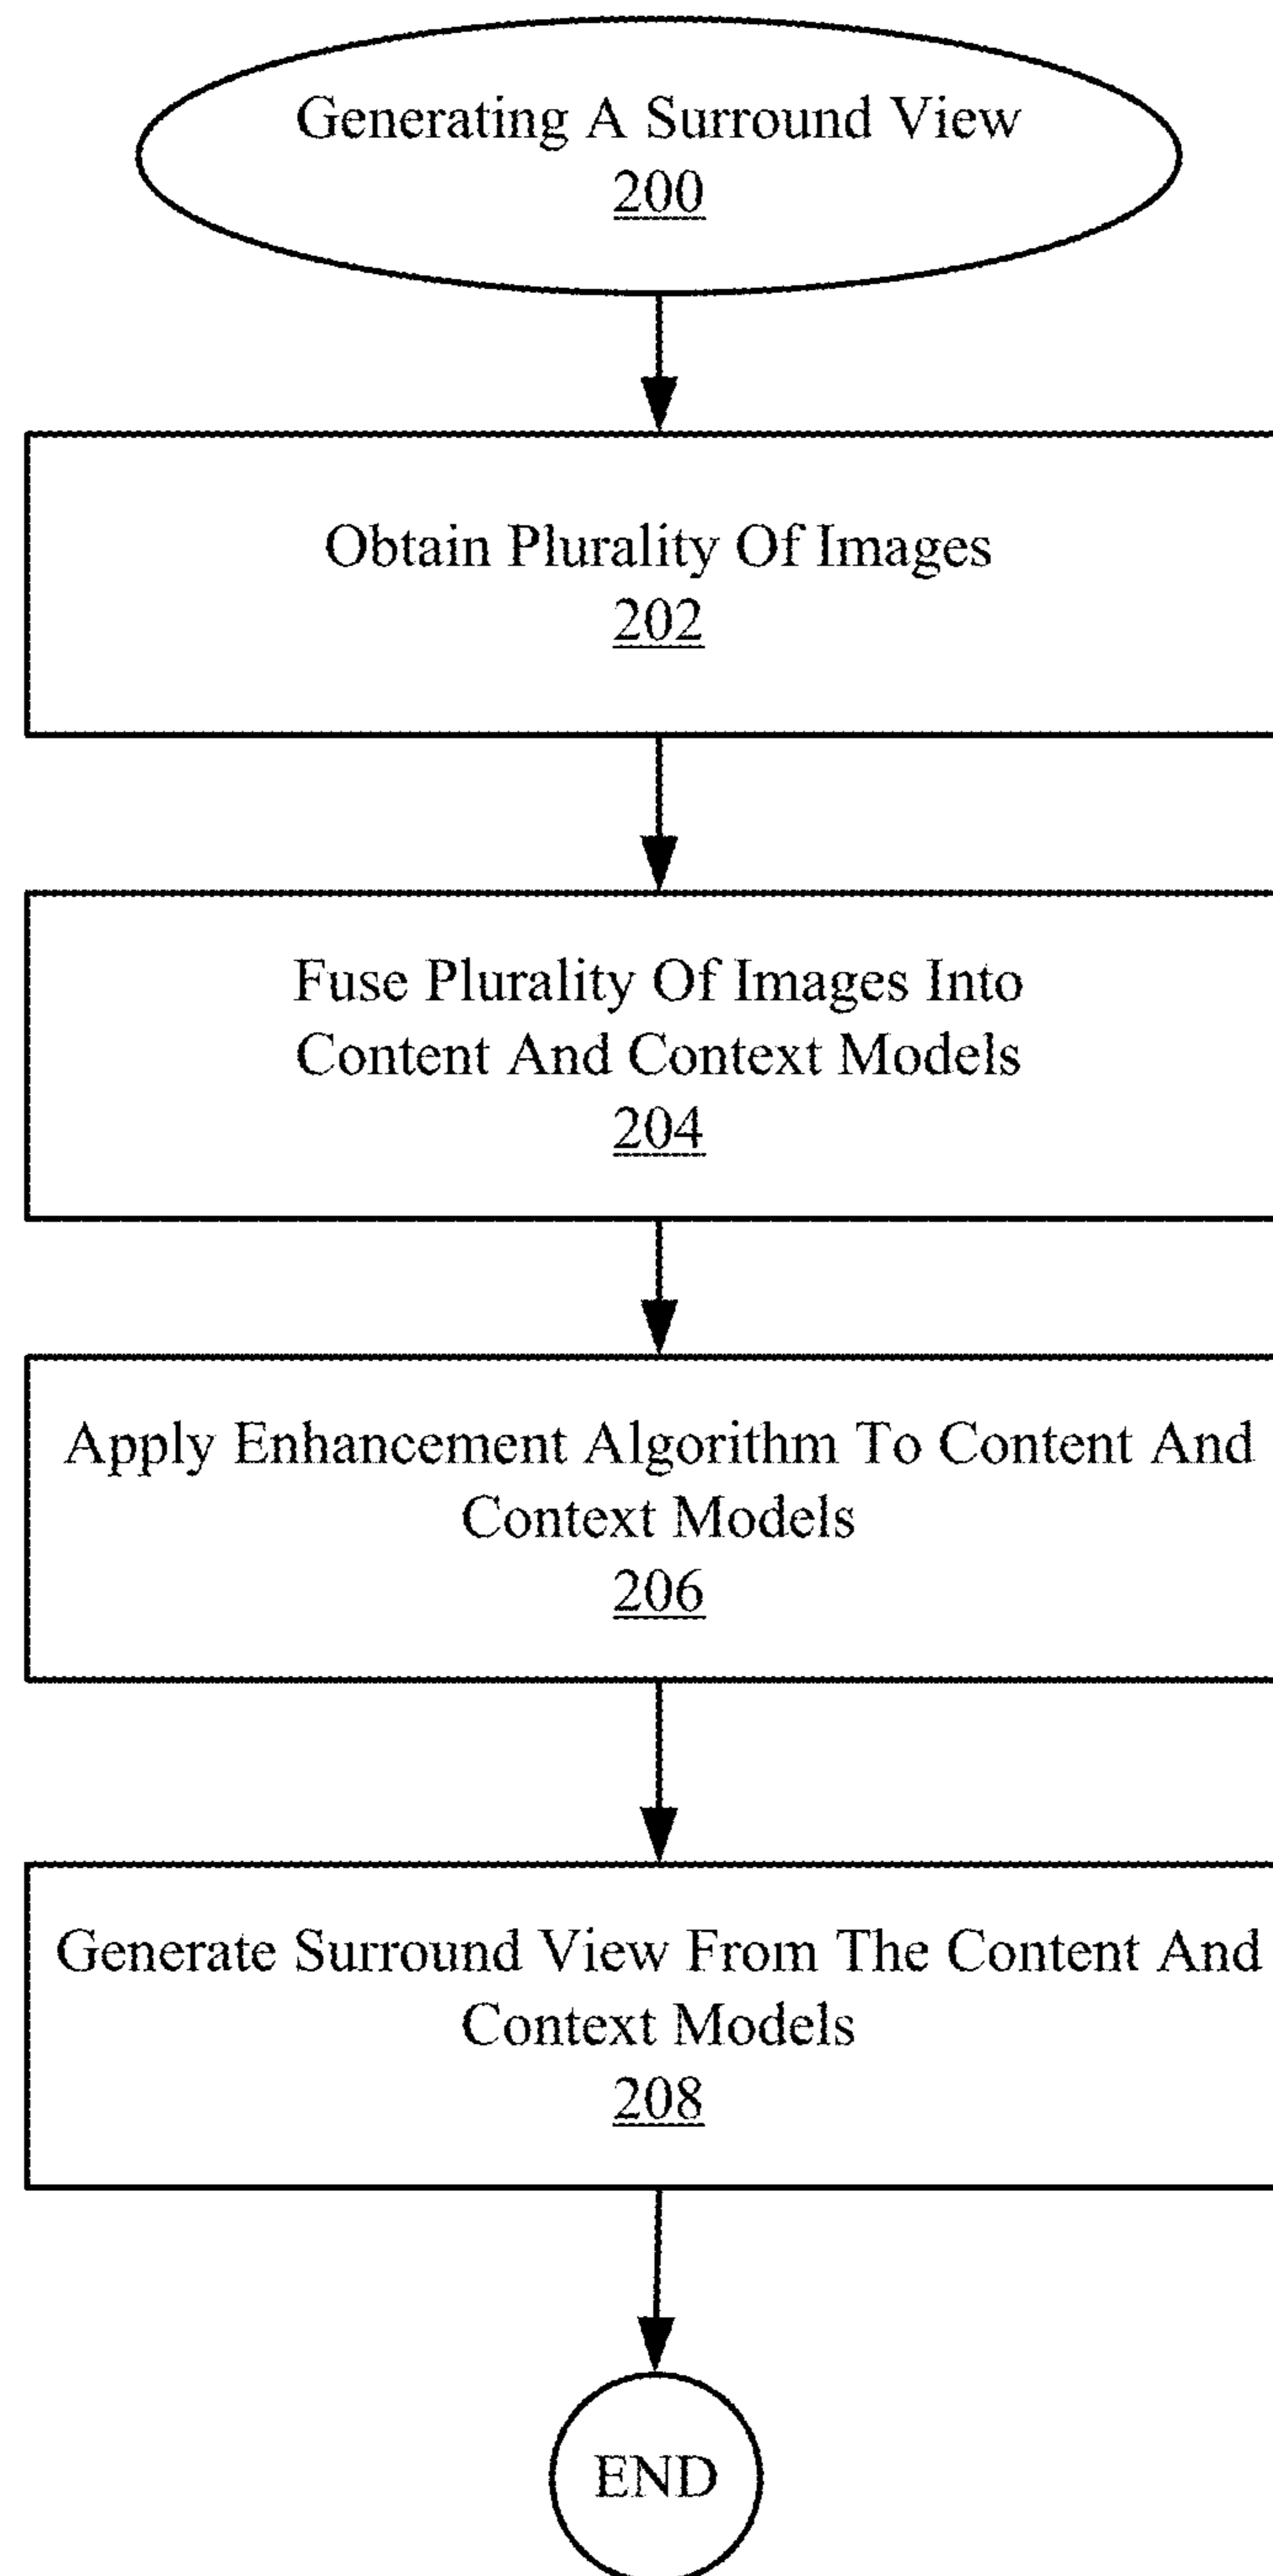 Generating A Surround View
200
Obtain Plurality Of Images
202
Fuse Plurality Of Images Into
Content And Context Models
204
Apply Enhancement Algorithm To Content And
Context Models
206
Generate Surround View From The Content And
Context Models
208
END